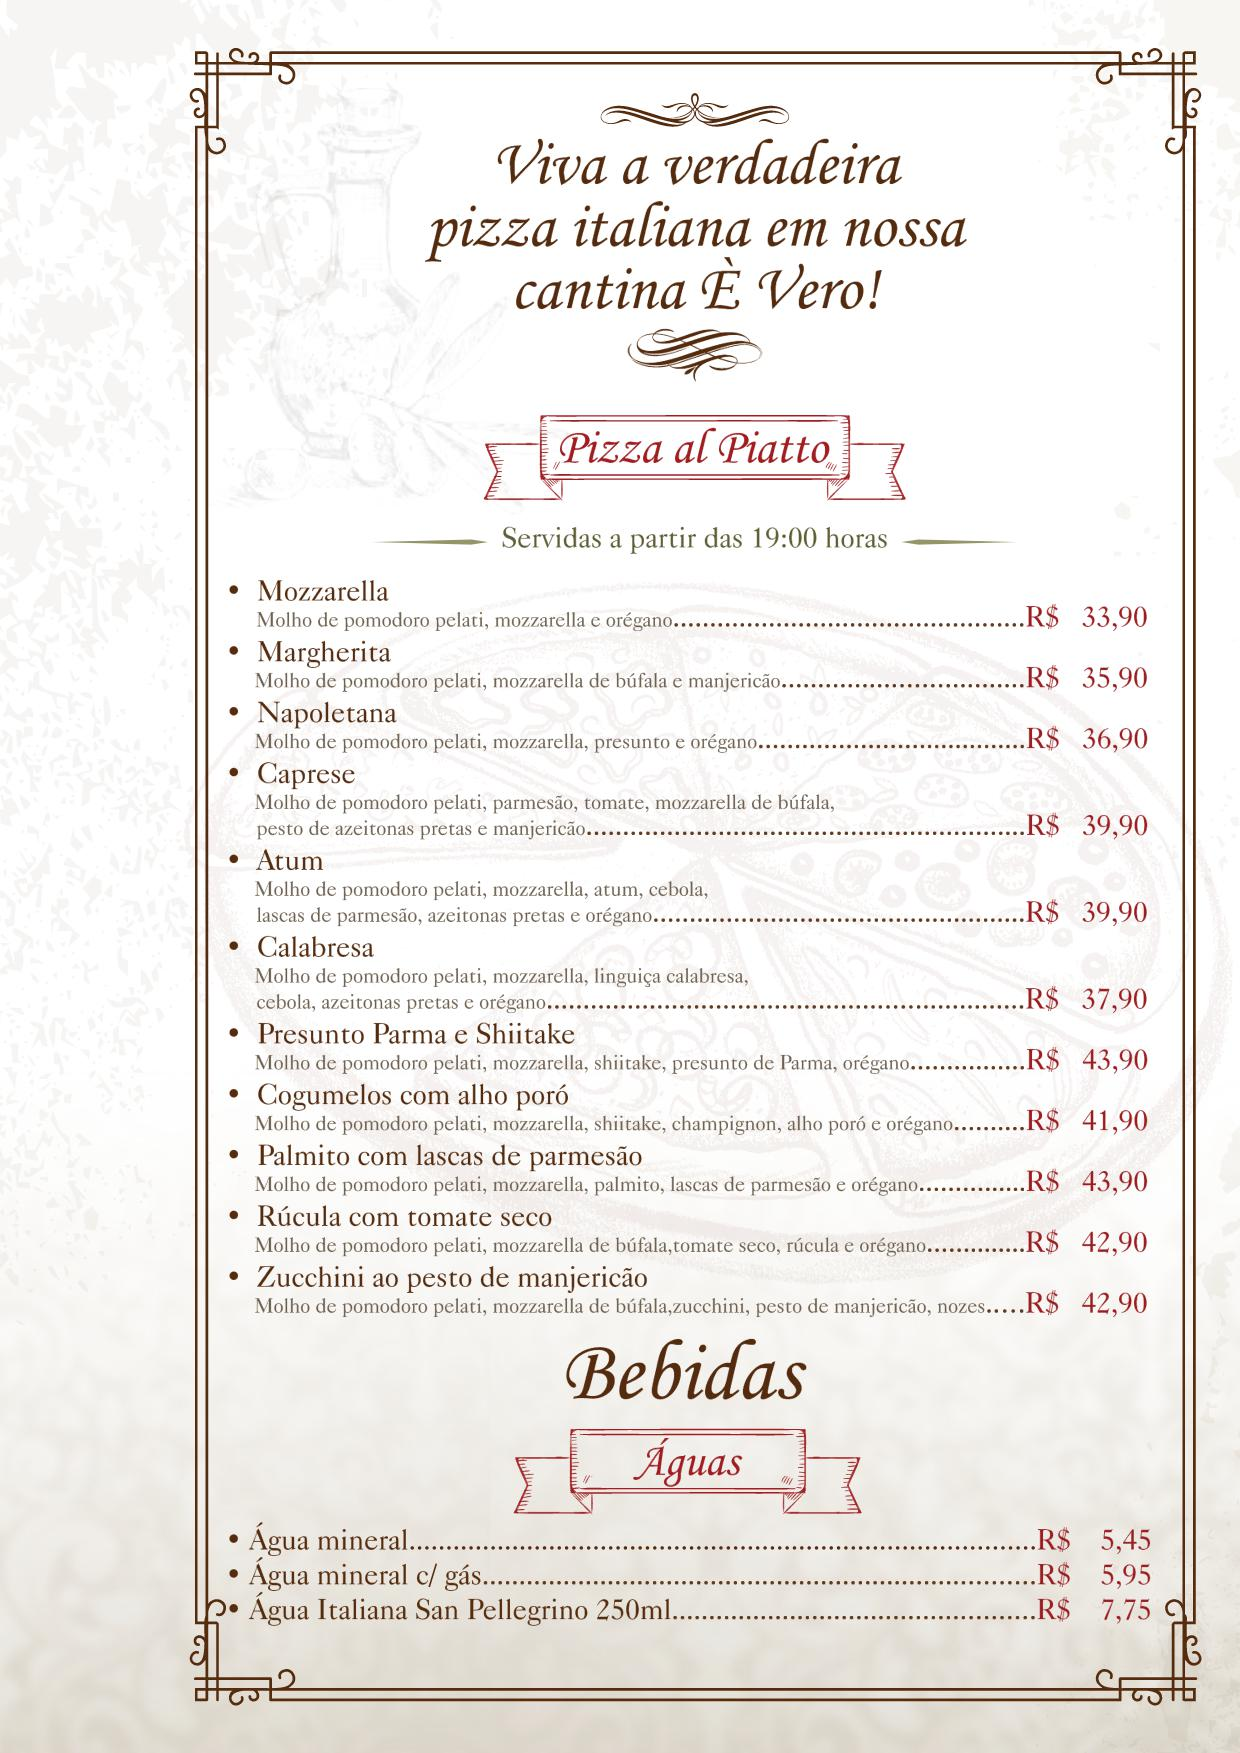 Viva a verdadeira
pizza italiana em nossa
cantina È Vero!
Pizza al Piatto
Servidas a partir das 19:00 horas
• Mozzarella
Molho de pomodoro pelati, mozzarella e orégano................................................R$ 33,90
• Margherita
Molho de pomodoro pelati, mozzarella de búfala e manjericão.................................R$ 35,90
• Napoletana
Molho de pomodoro pelati, mozzarella, presunto e orégano....................................R$ 36,90
• Caprese
Molho de pomodoro pelati, parmesão, tomate, mozzarella de búfala,
pesto de azeitonas pretas e manjericão............................................................R$ 39,90
• Atum
Molho de pomodoro pelati, mozzarella, atum, cebola,
lascas de parmesão, azeitonas pretas e orégano...................................................R$ 39,90
• Calabresa
Molho de pomodoro pelati, mozzarella, linguiça calabresa,
cebola, azeitonas pretas e orégano.................................................................R$ 37,90
• Presunto Parma e Shiitake
Molho de pomodoro pelati, mozzarella, shiitake, presunto de Parma, orégano...............R$ 43,90
• Cogumelos com alho poró
Molho de pomodoro pelati, mozzarella, shiitake, champignon, alho poró e orégano..........R$ 41,90
• Palmito com lascas de parmesão
Molho de pomodoro pelati, mozzarella, palmito, lascas de parmesão e orégano..............R$ 43,90
• Rúcula com tomate seco
Molho de pomodoro pelati, mozzarella de búfala,tomate seco, rúcula e orégano.............R$ 42,90
• Zucchini ao pesto de manjericão
Molho de pomodoro pelati, mozzarella de búfala,zucchini, pesto de manjericão, nozes.....R$ 42,90
Bebidas
Águas
• Água mineral....................................................................................R$ 5,45
• Água mineral c/ gás...........................................................................R$ 5,95
• Água Italiana San Pellegrino 250ml.................................................R$ 7,75